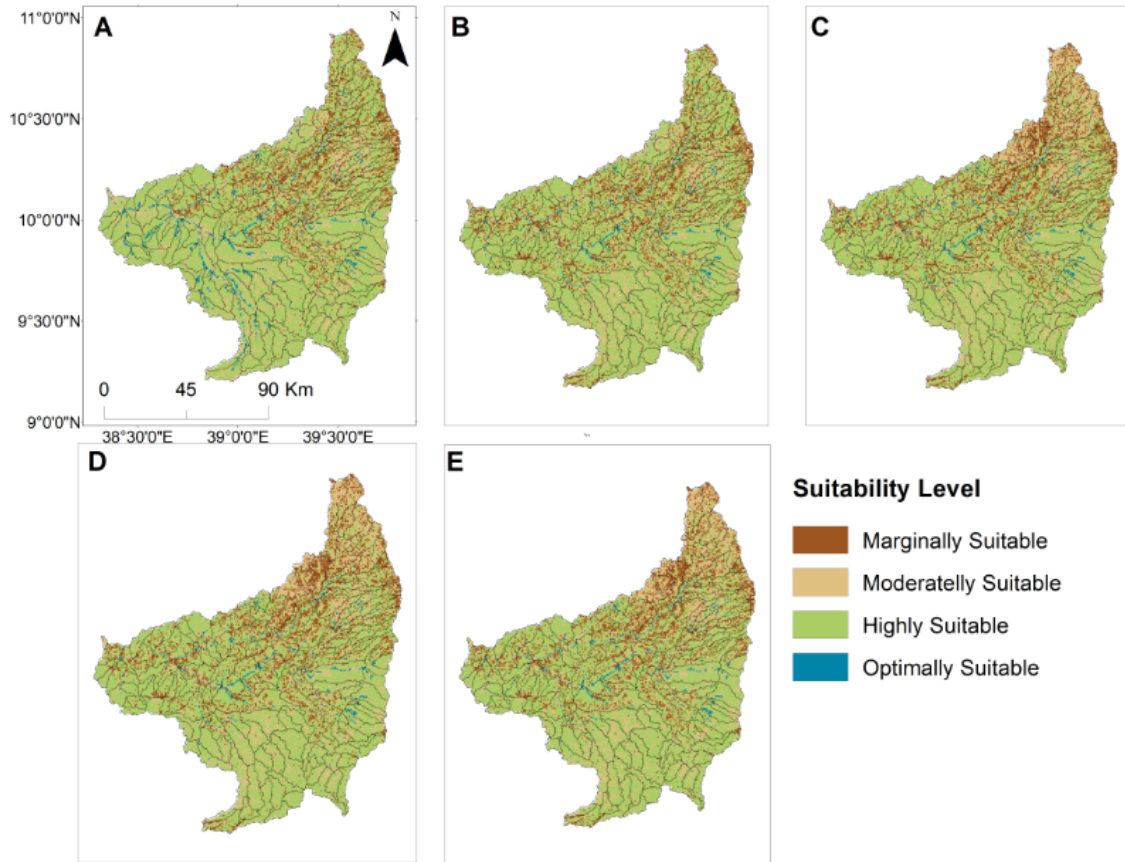 A
N
B
C
11°0'0"N
10°30'0"N
10°0'0"N
9°30'0"N
9°0'0"N
0 45 90 Km
38°30'0"E 39°0'0"E 39°30'0"E
D
E
Suitability Level
Marginally Suitable
Moderatelly Suitable
Highly Suitable
Optimally Suitable